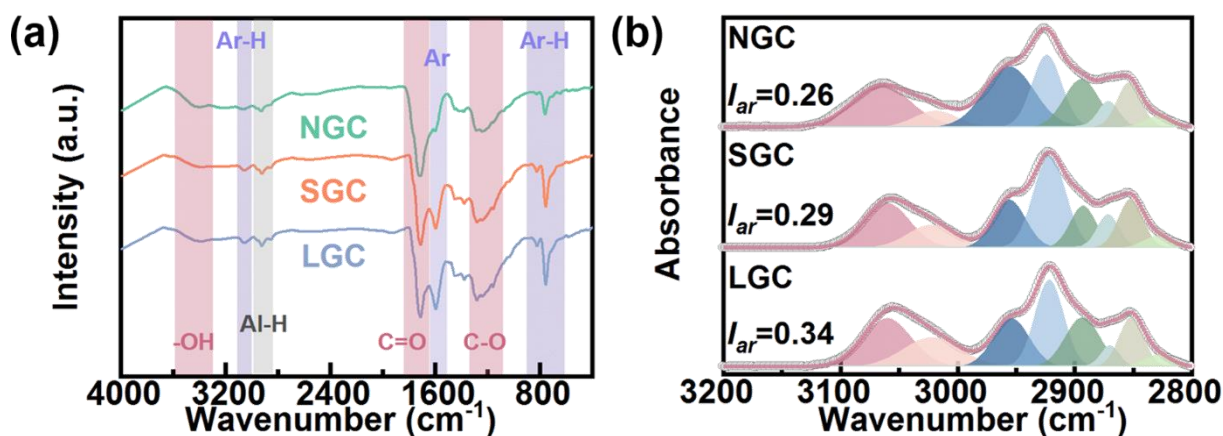 (a)
Intensity (a.u.)
Ar-H
Ar
Ar-H
NGC
SGC
LGC
-OH
Al-H
C=O
C-O
4000 3200 2400 1600 800
Wavenumber (cm⁻¹)
(b)
Absorbance
NGC
Iar=0.26
SGC
Iar=0.29
LGC
Iar=0.34
3200 3100 3000 2900 2800
Wavenumber (cm⁻¹)